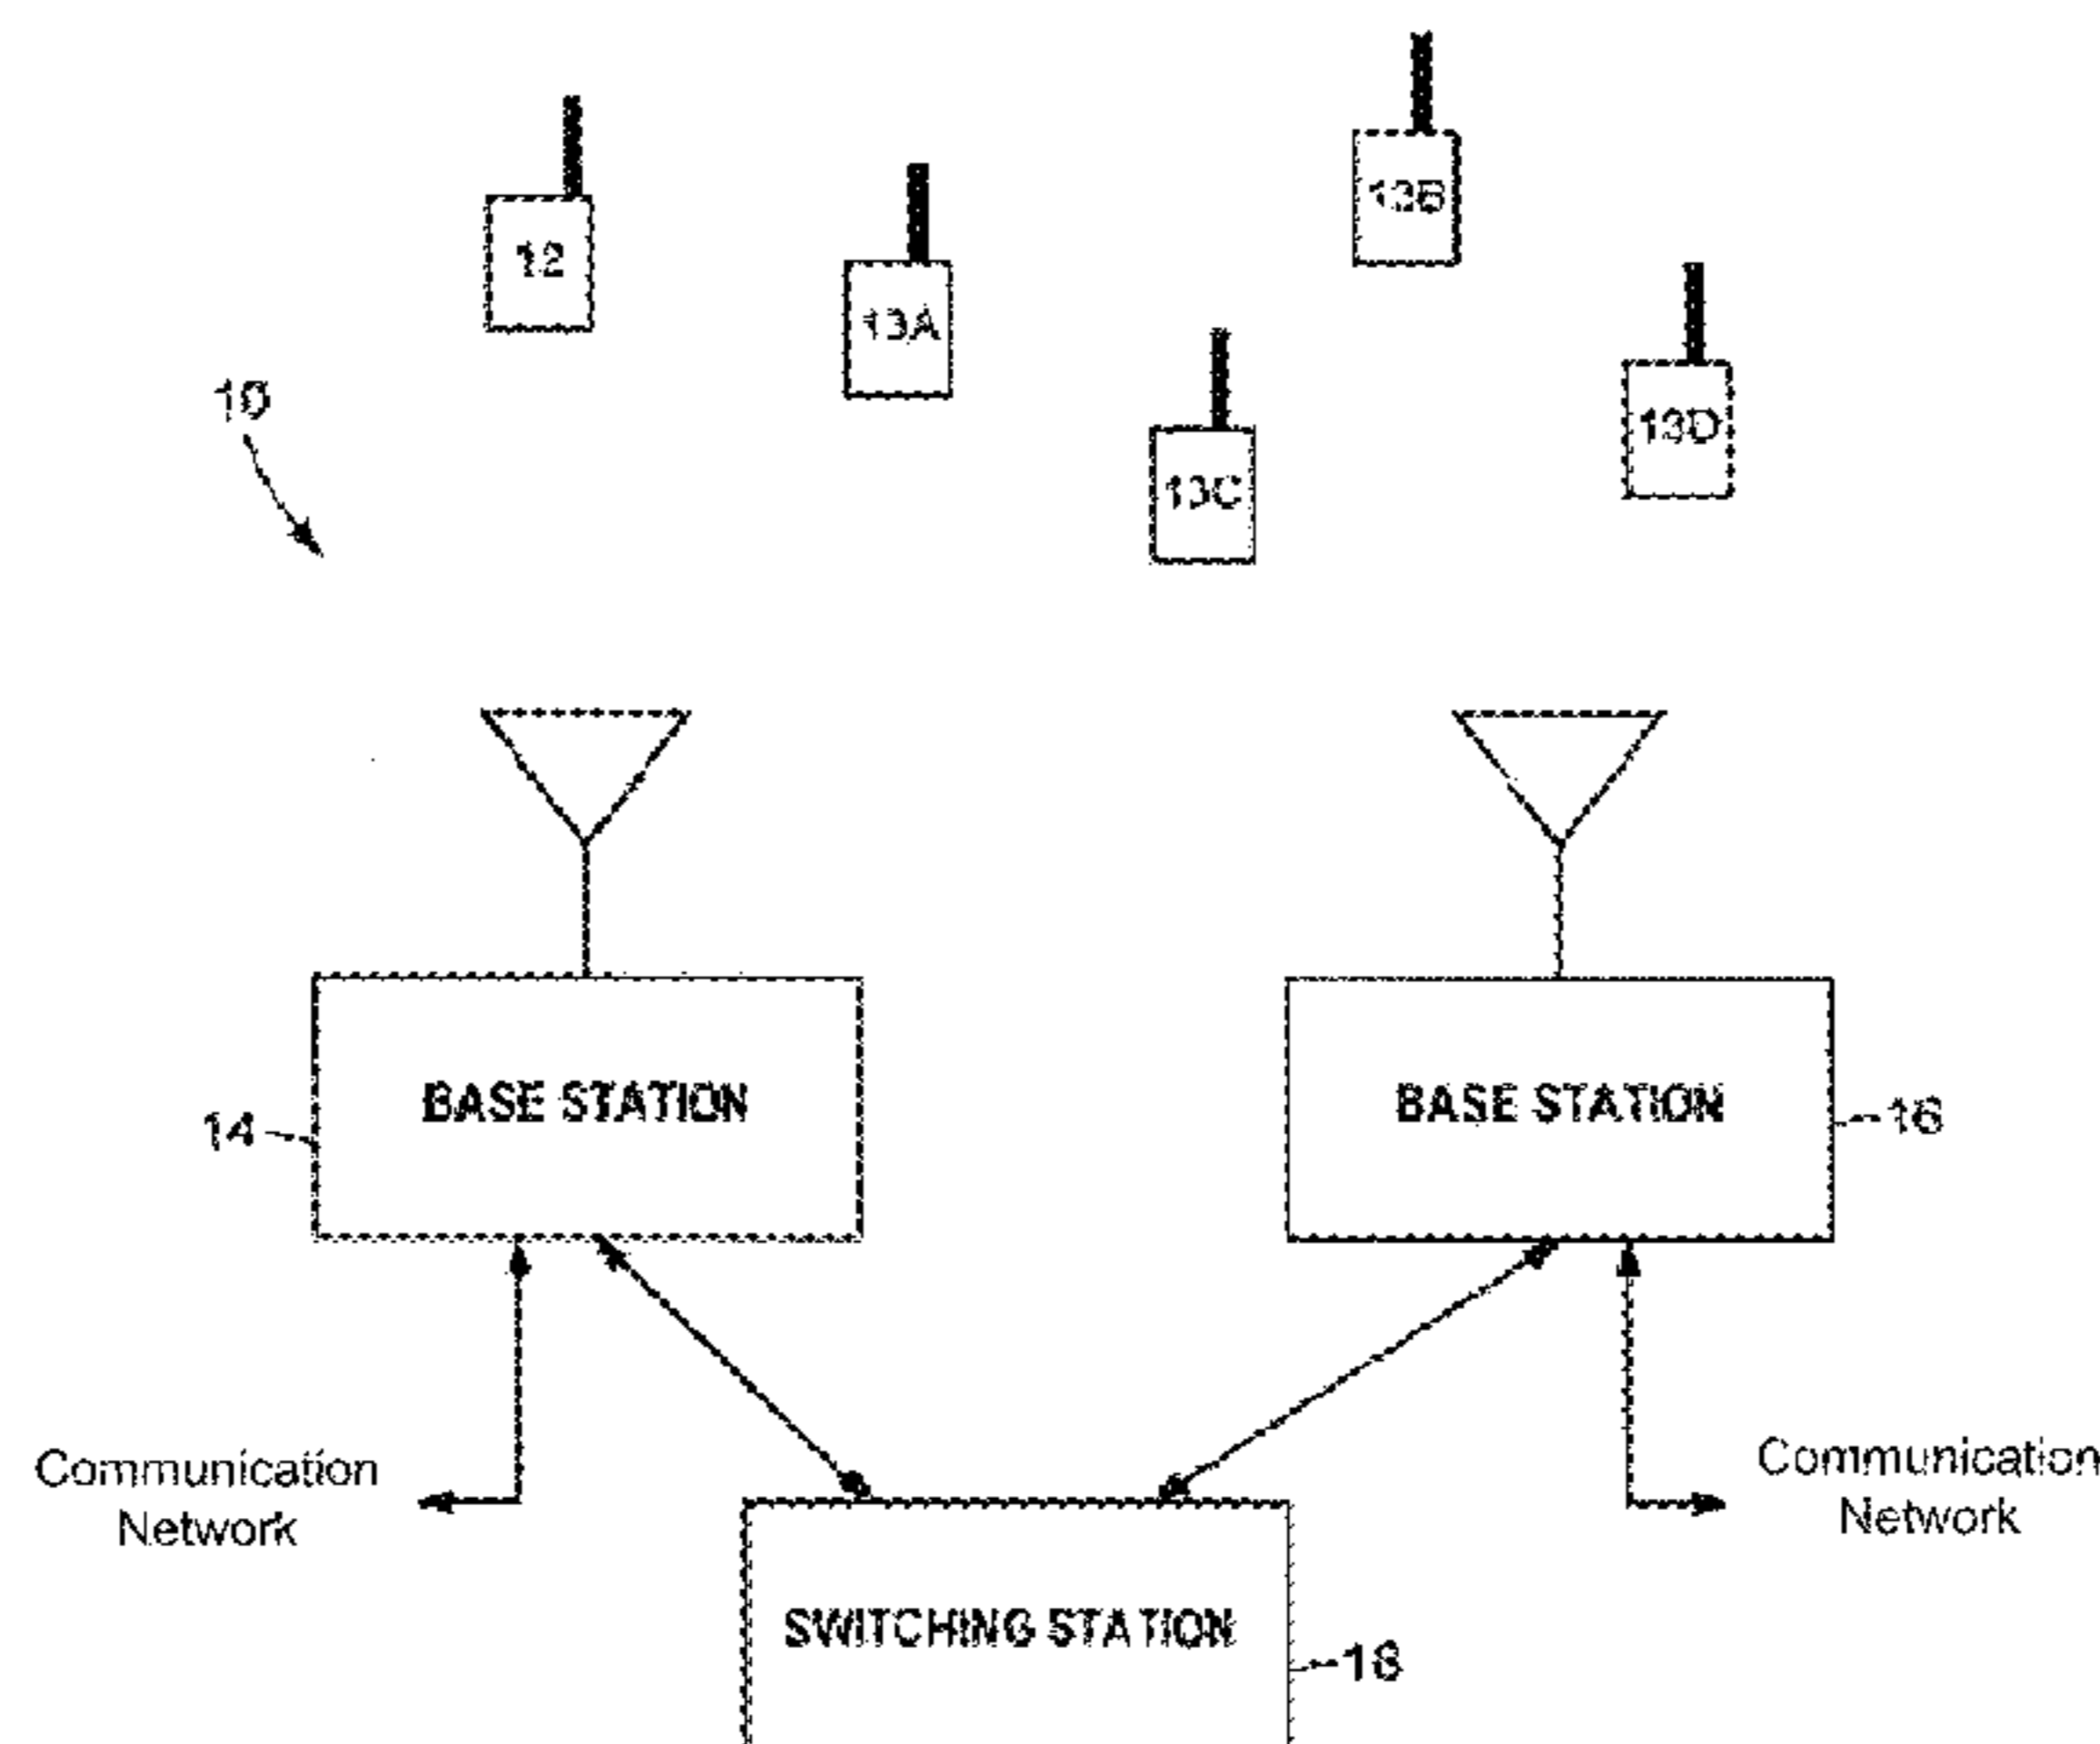 13B
12
13A
10
13D
13C
BASE STATION
BASE STATION
14
16
Communication
Network
Communication
Network
SWITCHING STATION
18